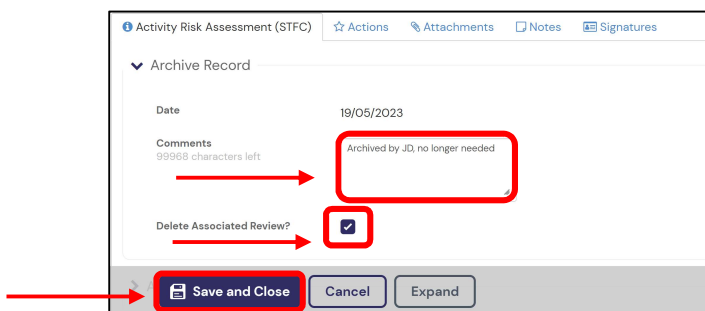 Activity Risk Assessment (STFC) Actions Attachments Notes Signatures
Archive Record
Date 19/05/2023
Comments
99968 characters left
Archived by JD, no longer needed
Delete Associated Review?
Save and Close Cancel Expand